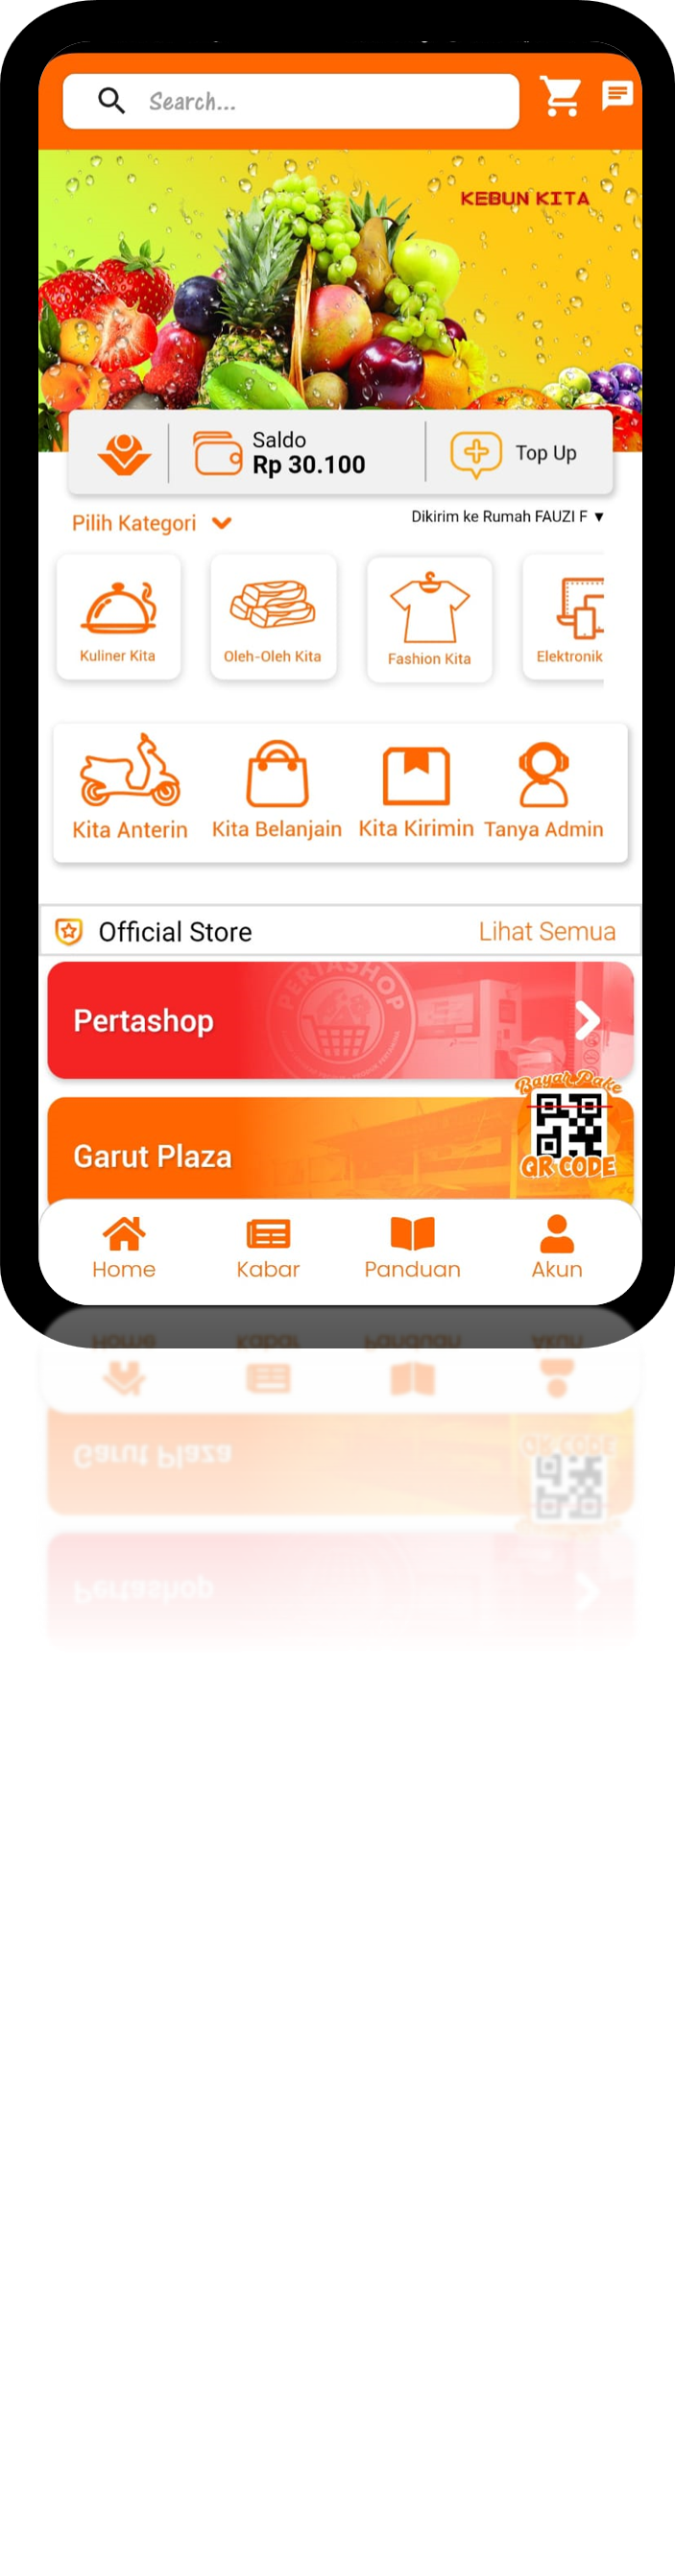 Search...
KEBUN KITA
Saldo
Rp 30.100
Top Up
Pilih Kategori
Dikirim ke Rumah FAUZI F ▼
Kuliner Kita
Oleh-Oleh Kita
Fashion Kita
Elektronik
Kita Anterin
Kita Belanjain
Kita Kirimin
Tanya Admin
Official Store
Lihat Semua
PERTASHOP
Pertashop
Bayar Pake
QR CODE
Garut Plaza
Home
Kabar
Panduan
Akun